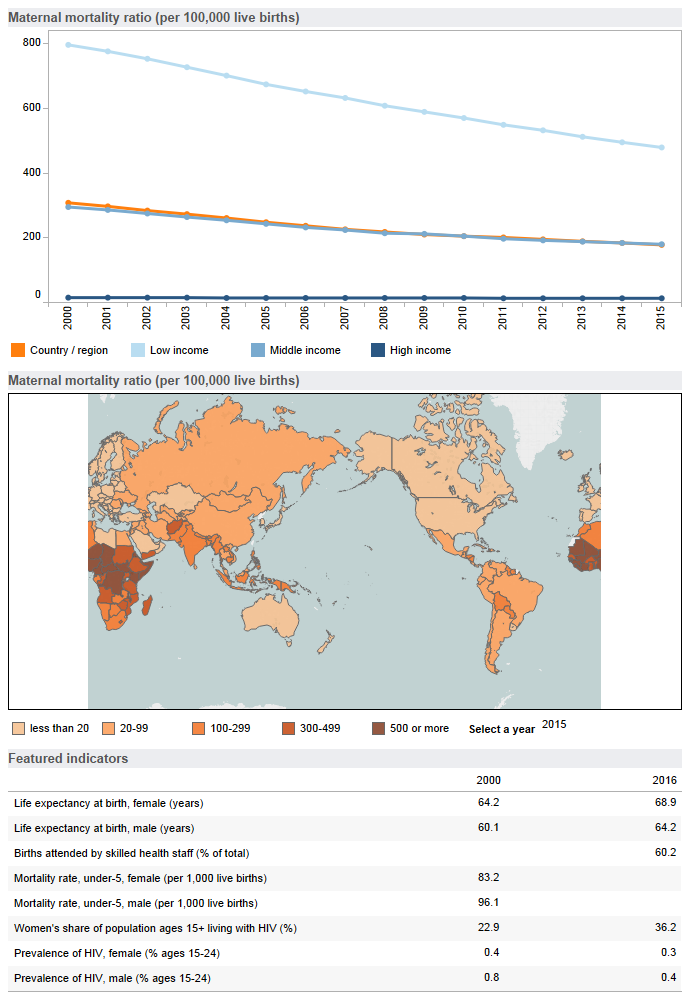 Maternal mortality ratio (per 100,000 live births)
800
600
400
200
0
2000 2001 2002 2003 2004 2005 2006 2007 2008 2009 2010 2011 2012 2013 2014 2015
Country / region Low income Middle income High income
Maternal mortality ratio (per 100,000 live births)
less than 20 20-99 100-299 300-499 500 or more Select a year 2015
Featured indicators
2000 2016
Life expectancy at birth, female (years) 64.2 68.9
Life expectancy at birth, male (years) 60.1 64.2
Births attended by skilled health staff (% of total) 60.2
Mortality rate, under-5, female (per 1,000 live births) 83.2
Mortality rate, under-5, male (per 1,000 live births) 96.1
Women's share of population ages 15+ living with HIV (%) 22.9 36.2
Prevalence of HIV, female (% ages 15-24) 0.4 0.3
Prevalence of HIV, male (% ages 15-24) 0.8 0.4